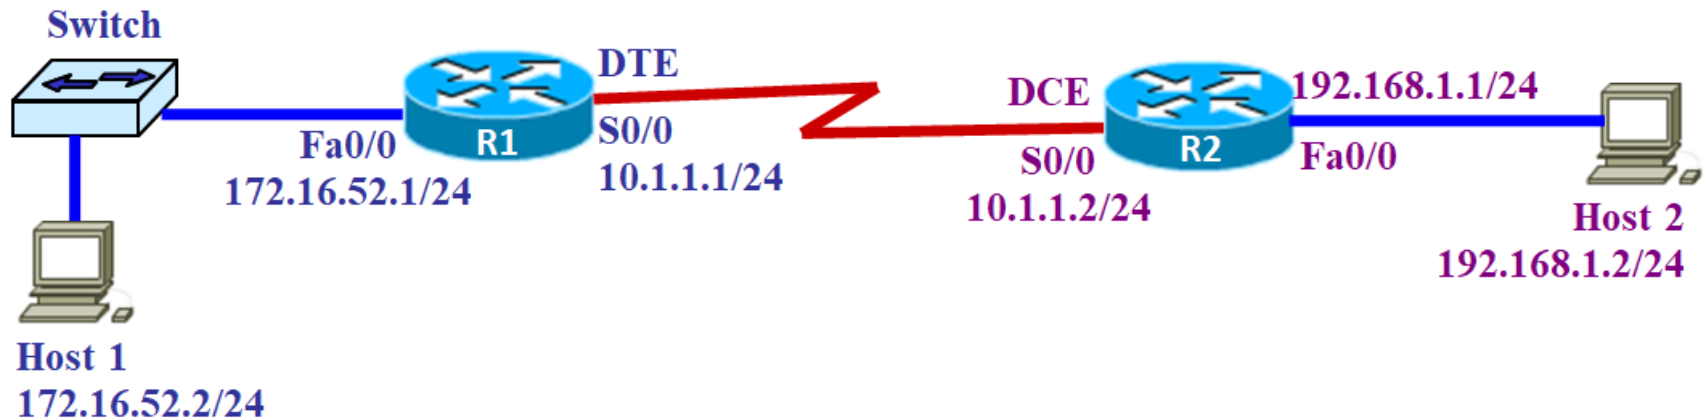 Switch
DTE
Fa0/0
R1
S0/0
172.16.52.1/24
10.1.1.1/24
DCE
192.168.1.1/24
S0/0
R2
Fa0/0
10.1.1.2/24
Host 2
192.168.1.2/24
Host 1
172.16.52.2/24